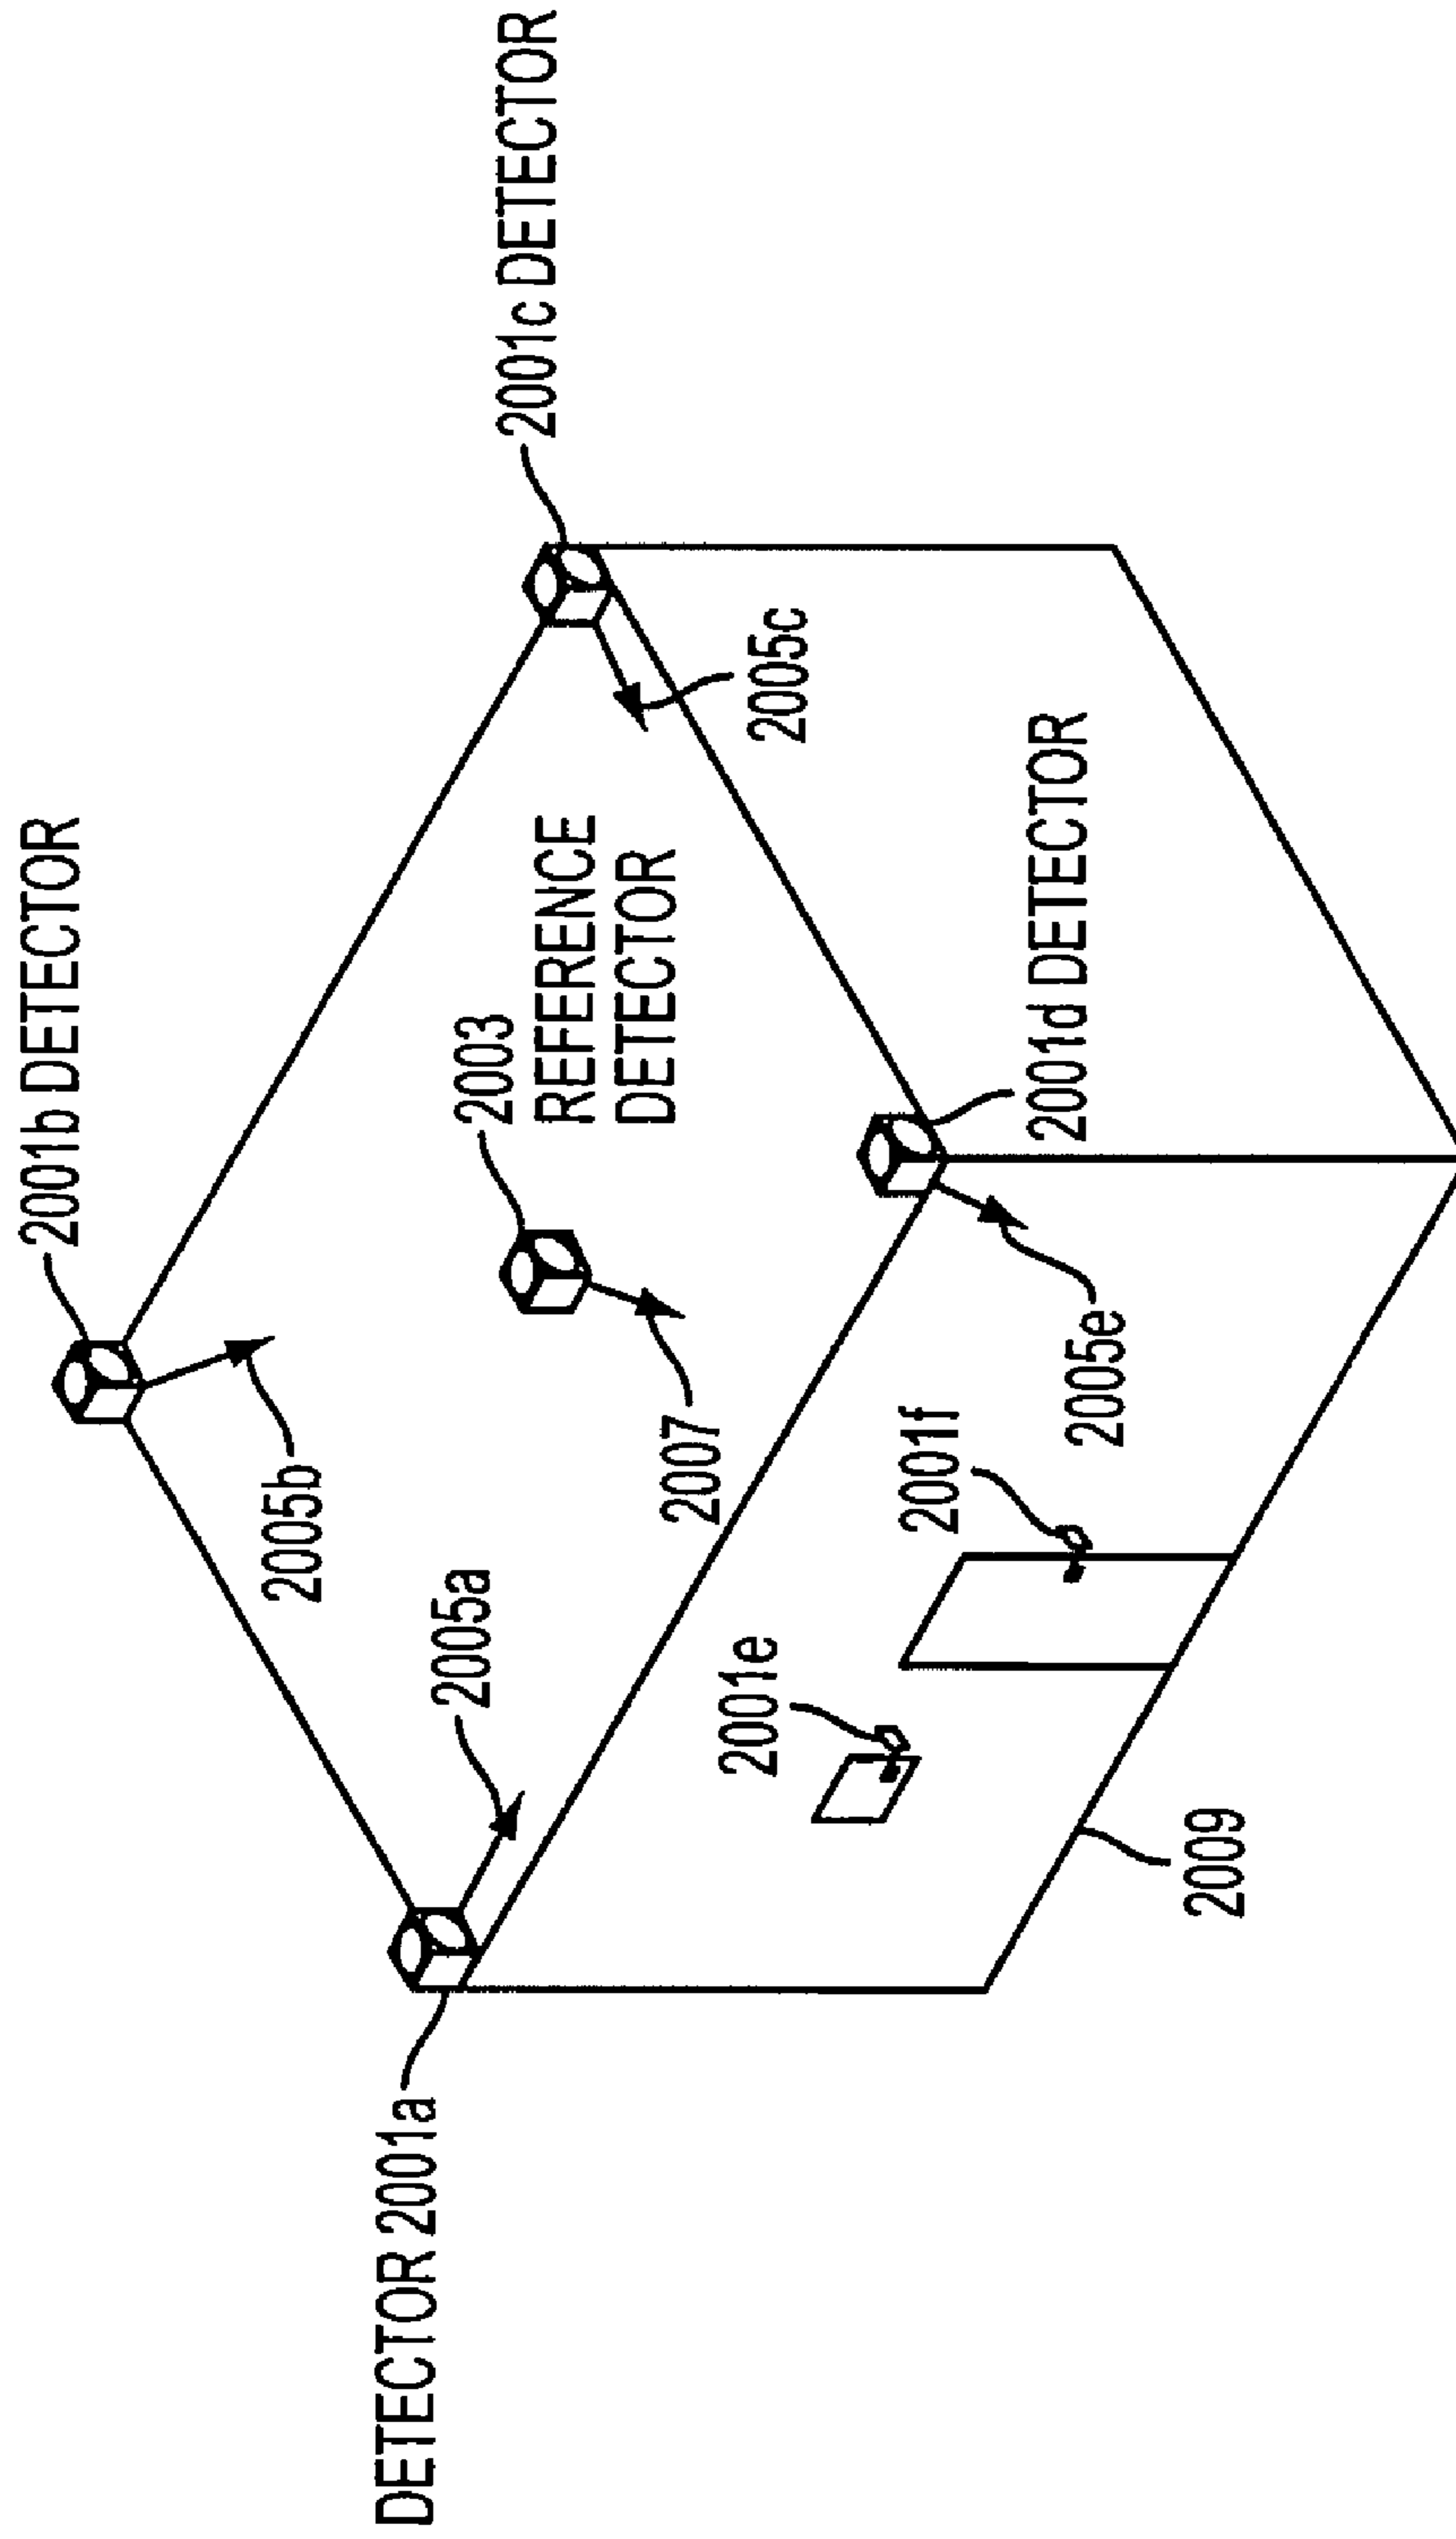 2001b DETECTOR
2005b
DETECTOR 2001a
2005a
2003
REFERENCE
DETECTOR
2007
2001c DETECTOR
2005c
2001e
2001f
2001d DETECTOR
2005e
2009